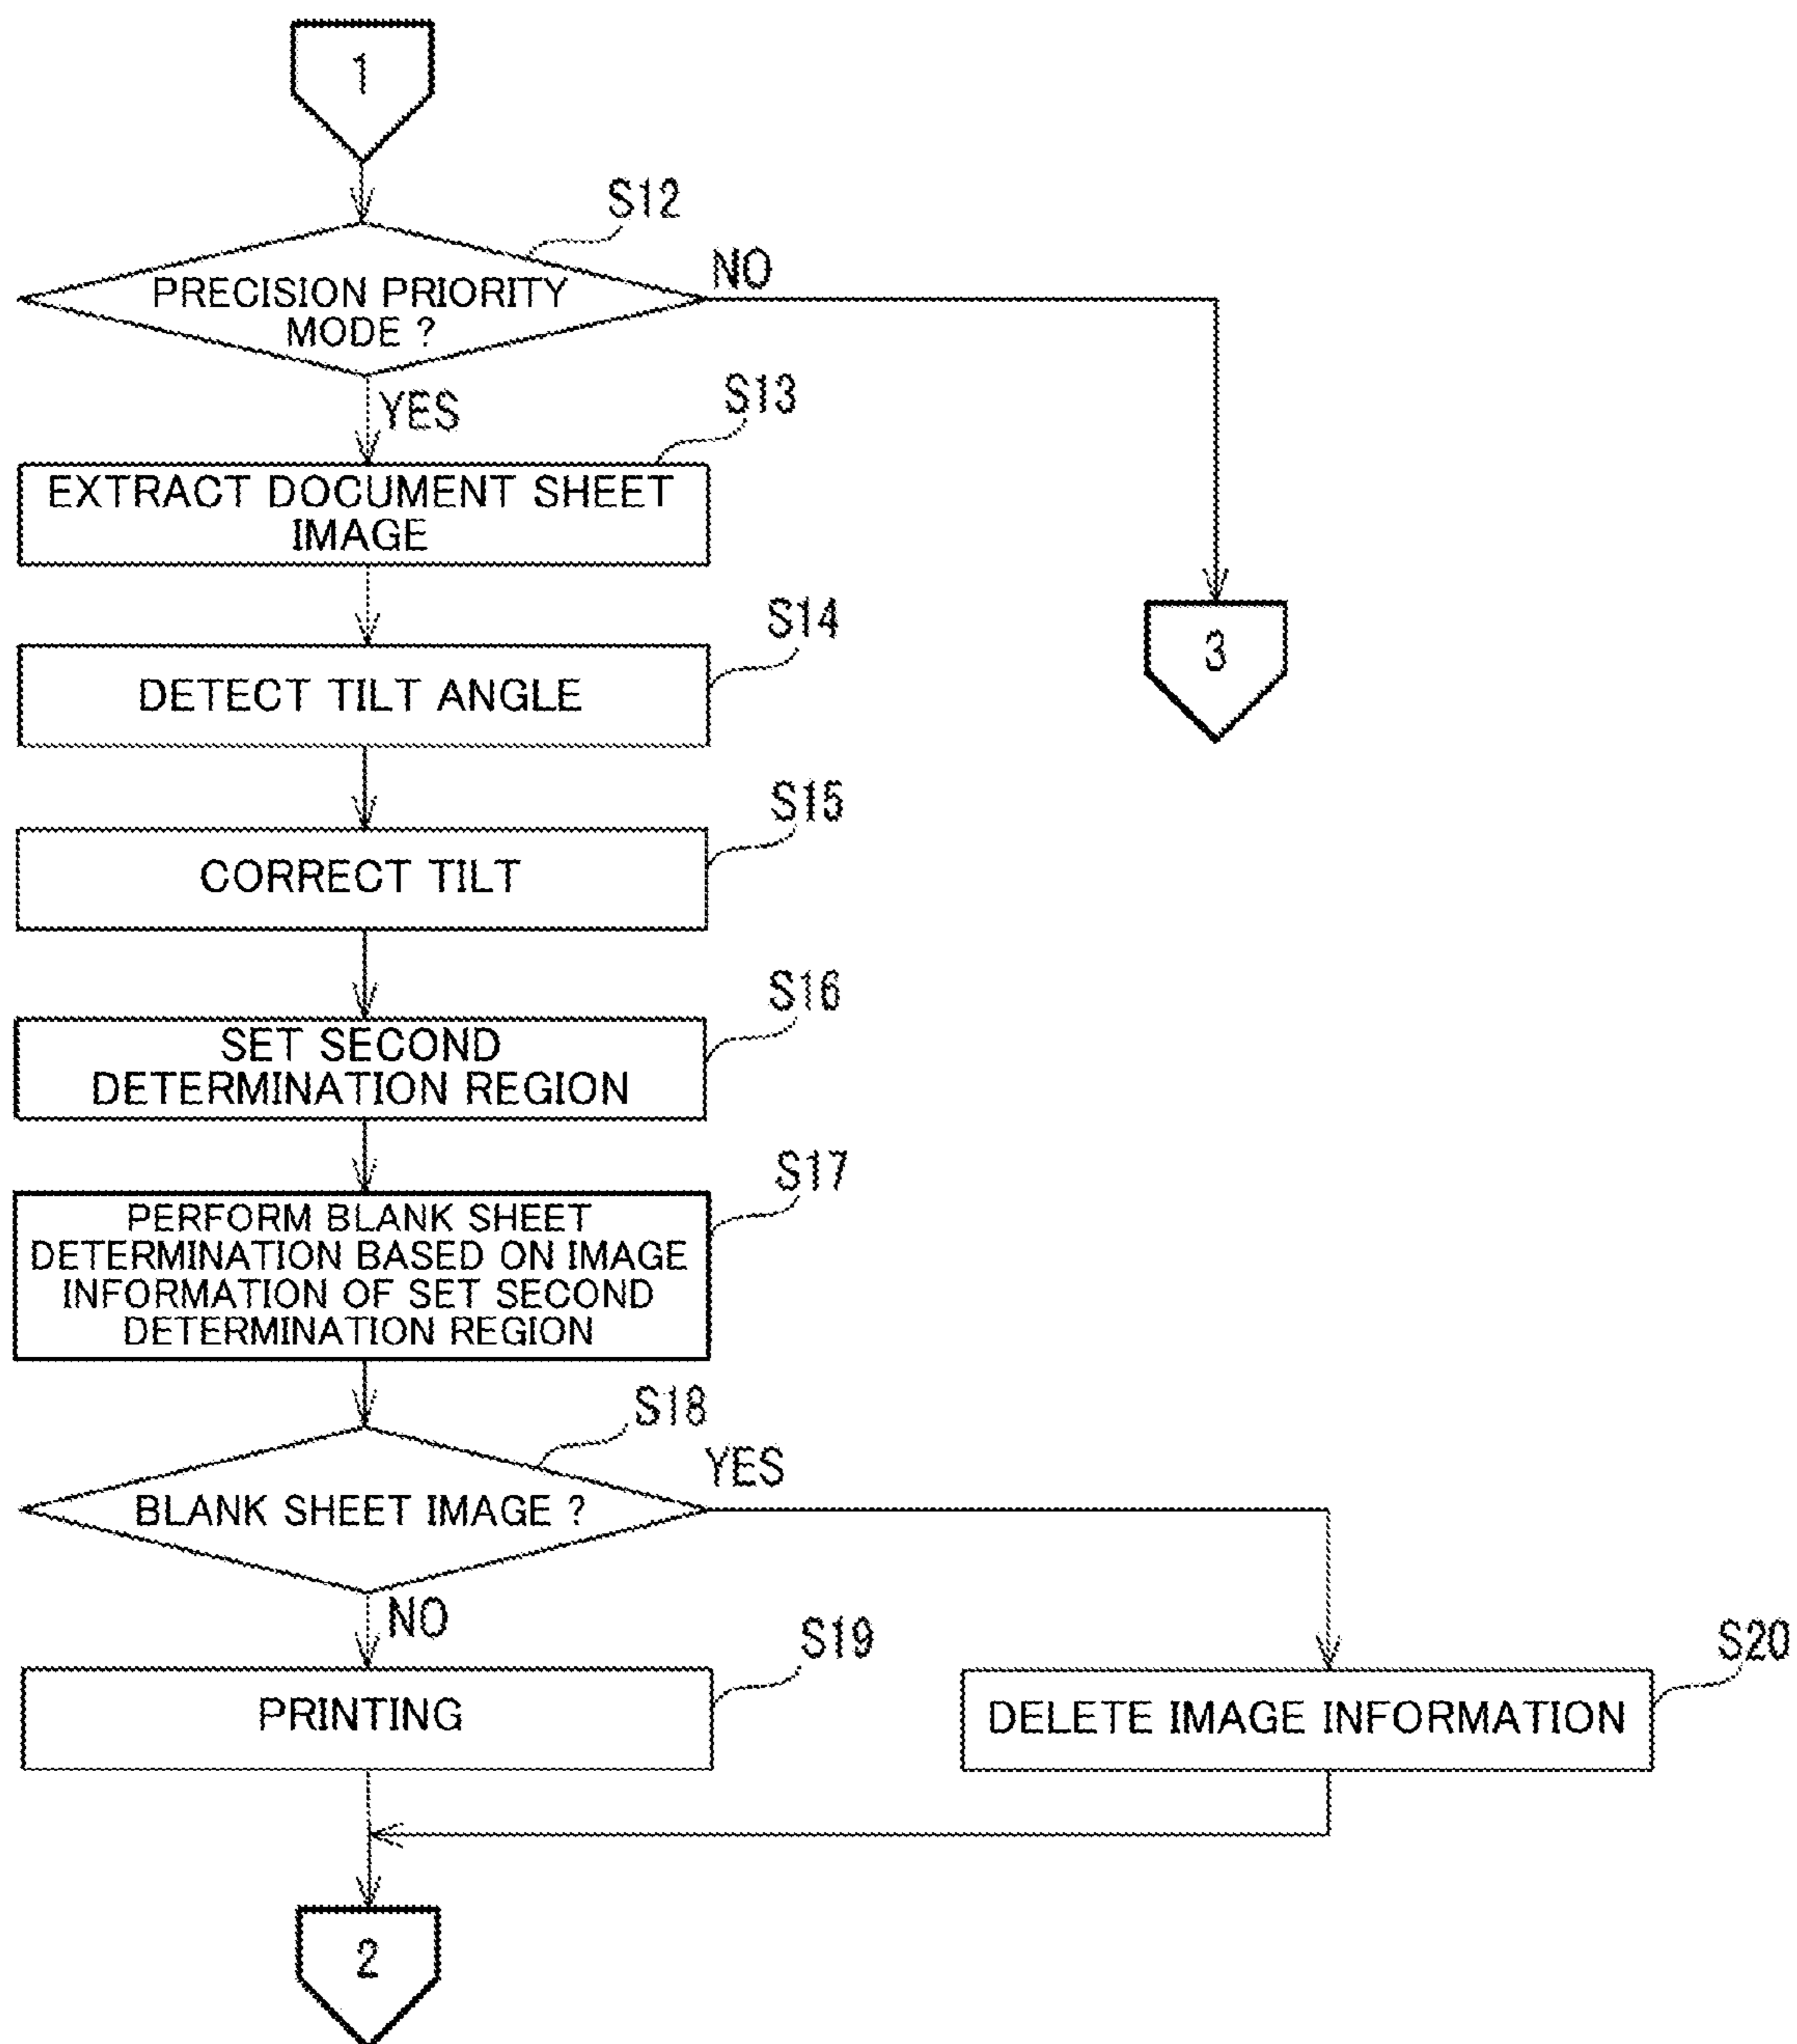 1
S12
PRECISION PRIORITY
MODE ?
NO
YES
S13
EXTRACT DOCUMENT SHEET
IMAGE
3
S14
DETECT TILT ANGLE
S15
CORRECT TILT
S16
SET SECOND
DETERMINATION REGION
S17
PERFORM BLANK SHEET
DETERMINATION BASED ON IMAGE
INFORMATION OF SET SECOND
DETERMINATION REGION
S18
BLANK SHEET IMAGE ?
YES
NO
S19
PRINTING
S20
DELETE IMAGE INFORMATION
2